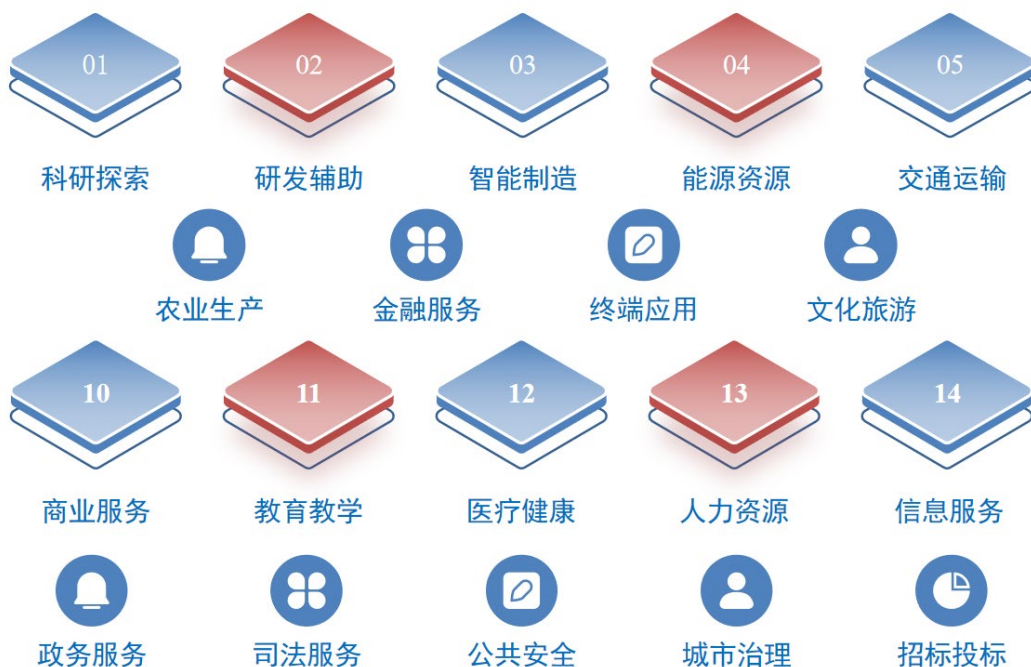 01 02 03 04 05
科研探索 研发辅助 智能制造 能源资源 交通运输
农业生产 金融服务 终端应用 文化旅游
10 11 12 13 14
商业服务 教育教学 医疗健康 人力资源 信息服务
政务服务 司法服务 公共安全 城市治理 招标投标